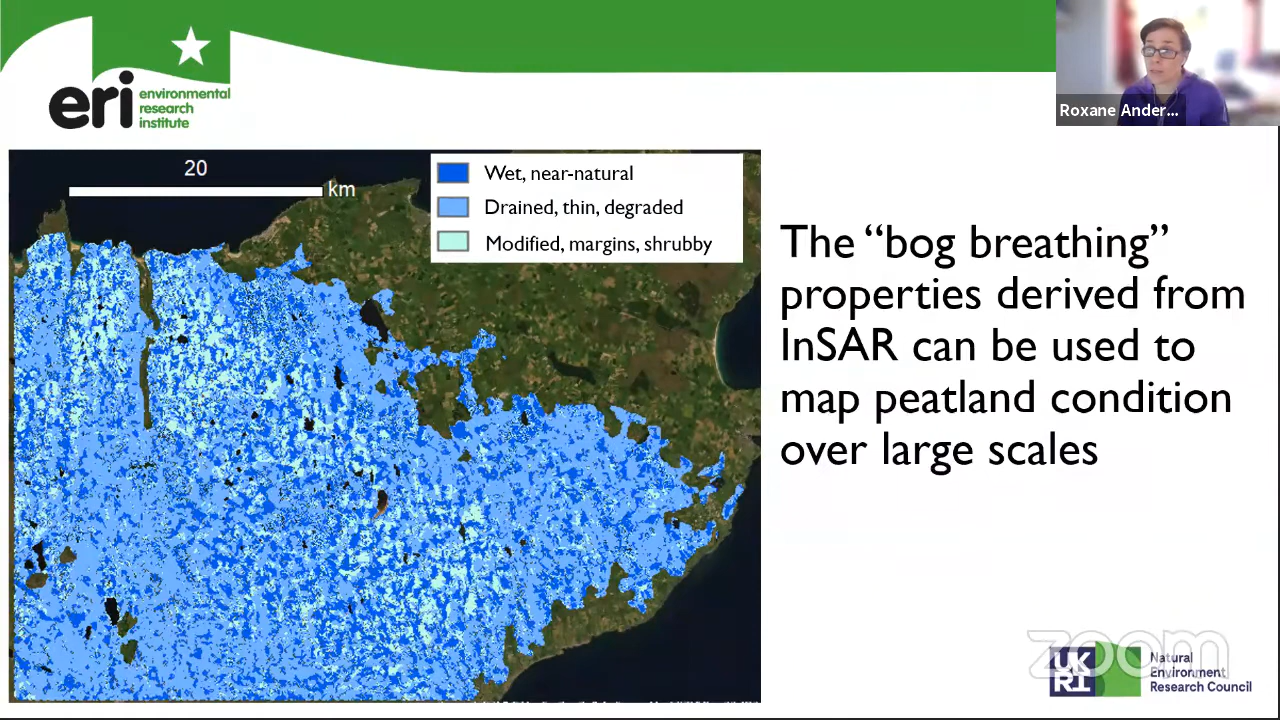 Roxane Ander...
eri
environmental
research
institute
20
km
Wet, near-natural
Drained, thin, degraded
Modified, margins, shrubby
The “bog breathing”
properties derived from
InSAR can be used to
map peatland condition
over large scales
zoom
UK
RI
Natural
Environment
Research Council